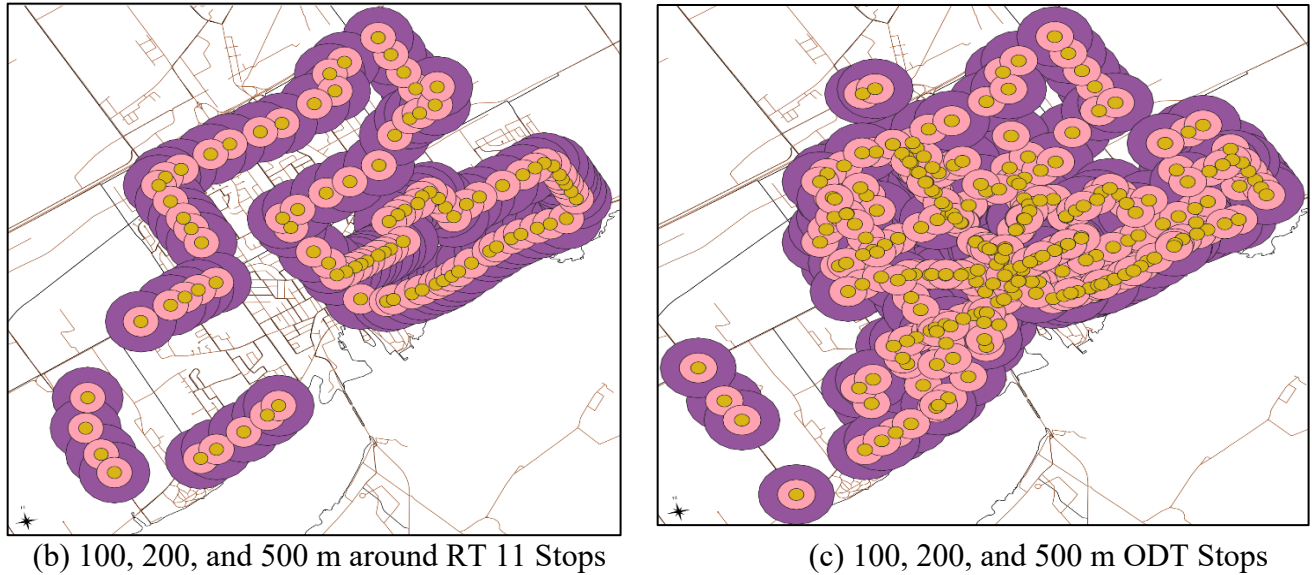 (b) 100, 200, and 500 m around RT 11 Stops
(c) 100, 200, and 500 m ODT Stops